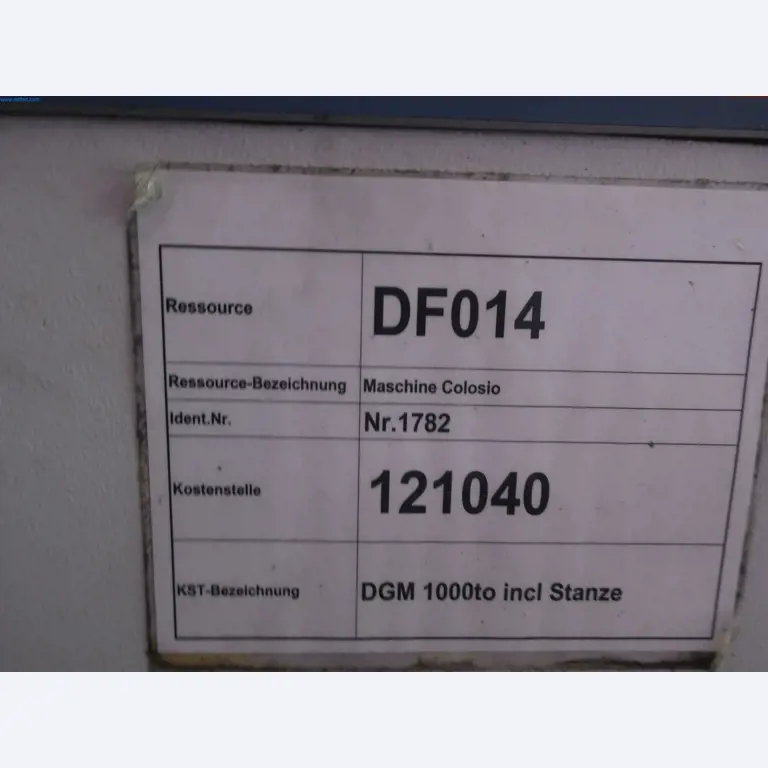 Ressource DF014
Ressource-Bezeichnung Maschine Colosio
Ident.Nr. Nr.1782
Kostenstelle 121040
KST-Bezeichnung DGM 1000to incl Stanze